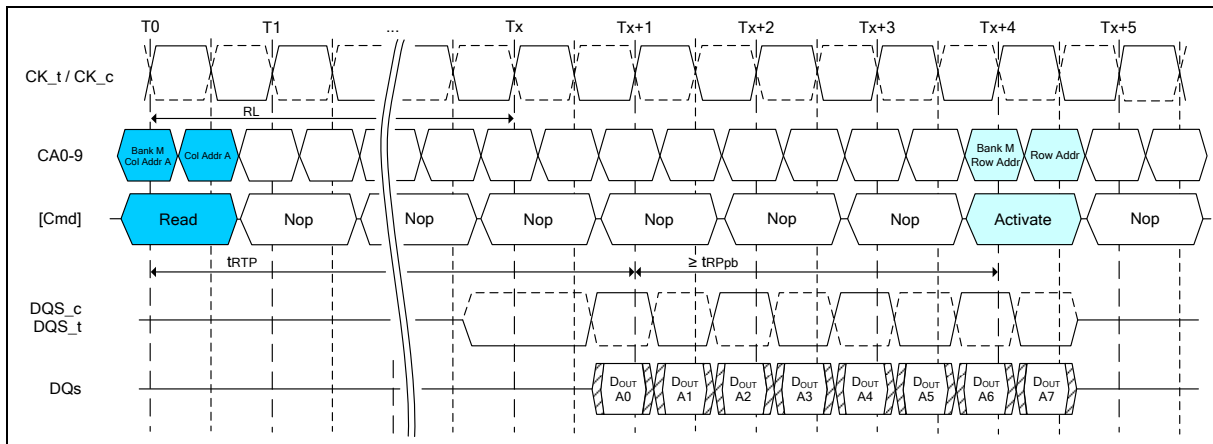 T0 T1 ... Tx Tx+1 Tx+2 Tx+3 Tx+4 Tx+5
CK_t / CK_c
RL
CA0-9
Bank M
Col Addr A
Col Addr A
Bank M
Row Addr
Row Addr
[Cmd] Read Nop Nop Nop Nop Nop Nop Activate Nop
tRTP ≥ tRPpb
DQS_c
DQS_t
DQs
DOUT
A0
DOUT
A1
DOUT
A2
DOUT
A3
DOUT
A4
DOUT
A5
DOUT
A6
DOUT
A7